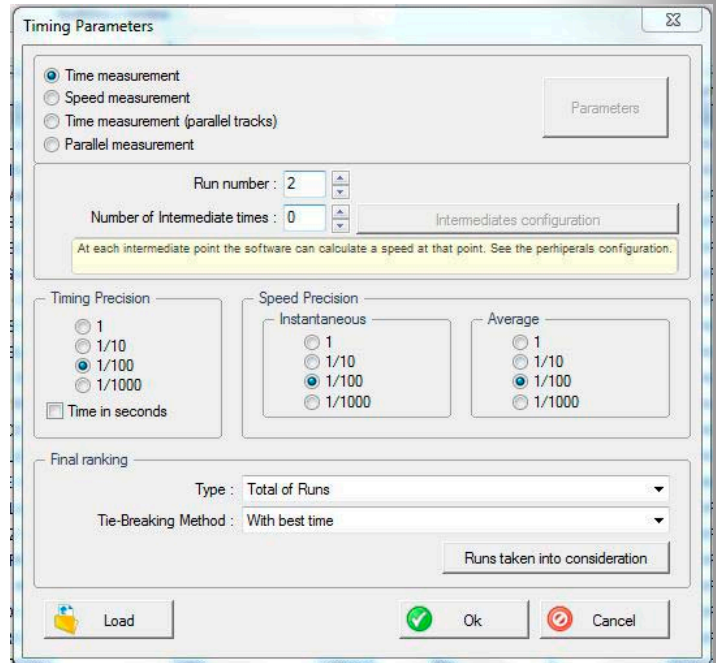 Timing Parameters
Time measurement
Speed measurement
Time measurement (parallel tracks)
Parallel measurement
Parameters
Run number : 2
Number of Intermediate times : 0
Intermediates configuration
At each intermediate point the software can calculate a speed at that point. See the perhiperals configuration.
Timing Precision
1
1/10
1/100
1/1000
Time in seconds
Speed Precision
Instantaneous
1
1/10
1/100
1/1000
Average
1
1/10
1/100
1/1000
Final ranking
Type : Total of Runs
Tie-Breaking Method : With best time
Runs taken into consideration
Load
Ok
Cancel